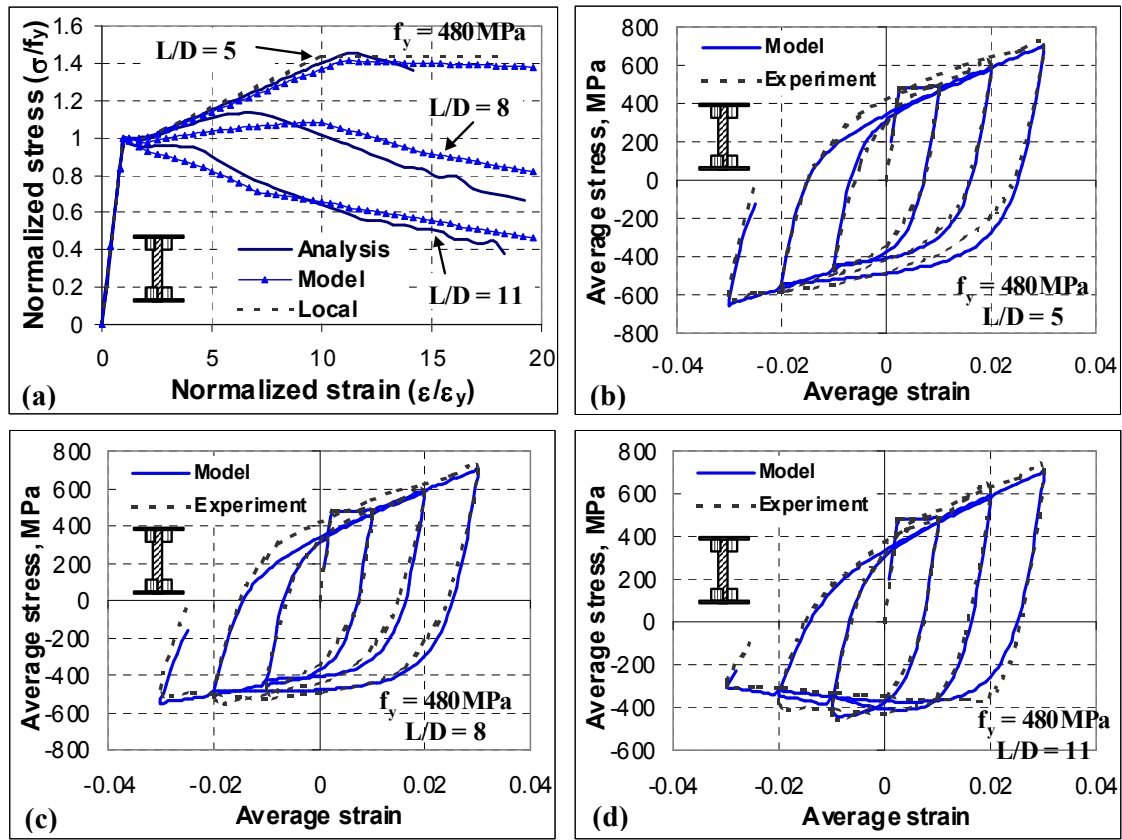 1.6
1.4
1.2
1
0.8
0.6
0.4
0.2
0
Normalized stress (σ/fy)
fy = 480MPa
L/D = 5
L/D = 8
L/D = 11
Analysis
Model
Local
0 5 10 15 20
Normalized strain (ε/εy)
(a)
800
600
400
200
0
-200
-400
-600
-800
Average stress, MPa
Model
Experiment
fy = 480MPa
L/D = 5
-0.04 -0.02 0 0.02 0.04
Average strain
(b)
800
600
400
200
0
-200
-400
-600
-800
Average stress, MPa
Model
Experiment
fy = 480MPa
L/D = 8
-0.04 -0.02 0 0.02 0.04
Average strain
(c)
800
600
400
200
0
-200
-400
-600
Average stress, MPa
Model
Experiment
fy = 480MPa
L/D = 11
-0.04 -0.02 0 0.02 0.04
Average strain
(d)